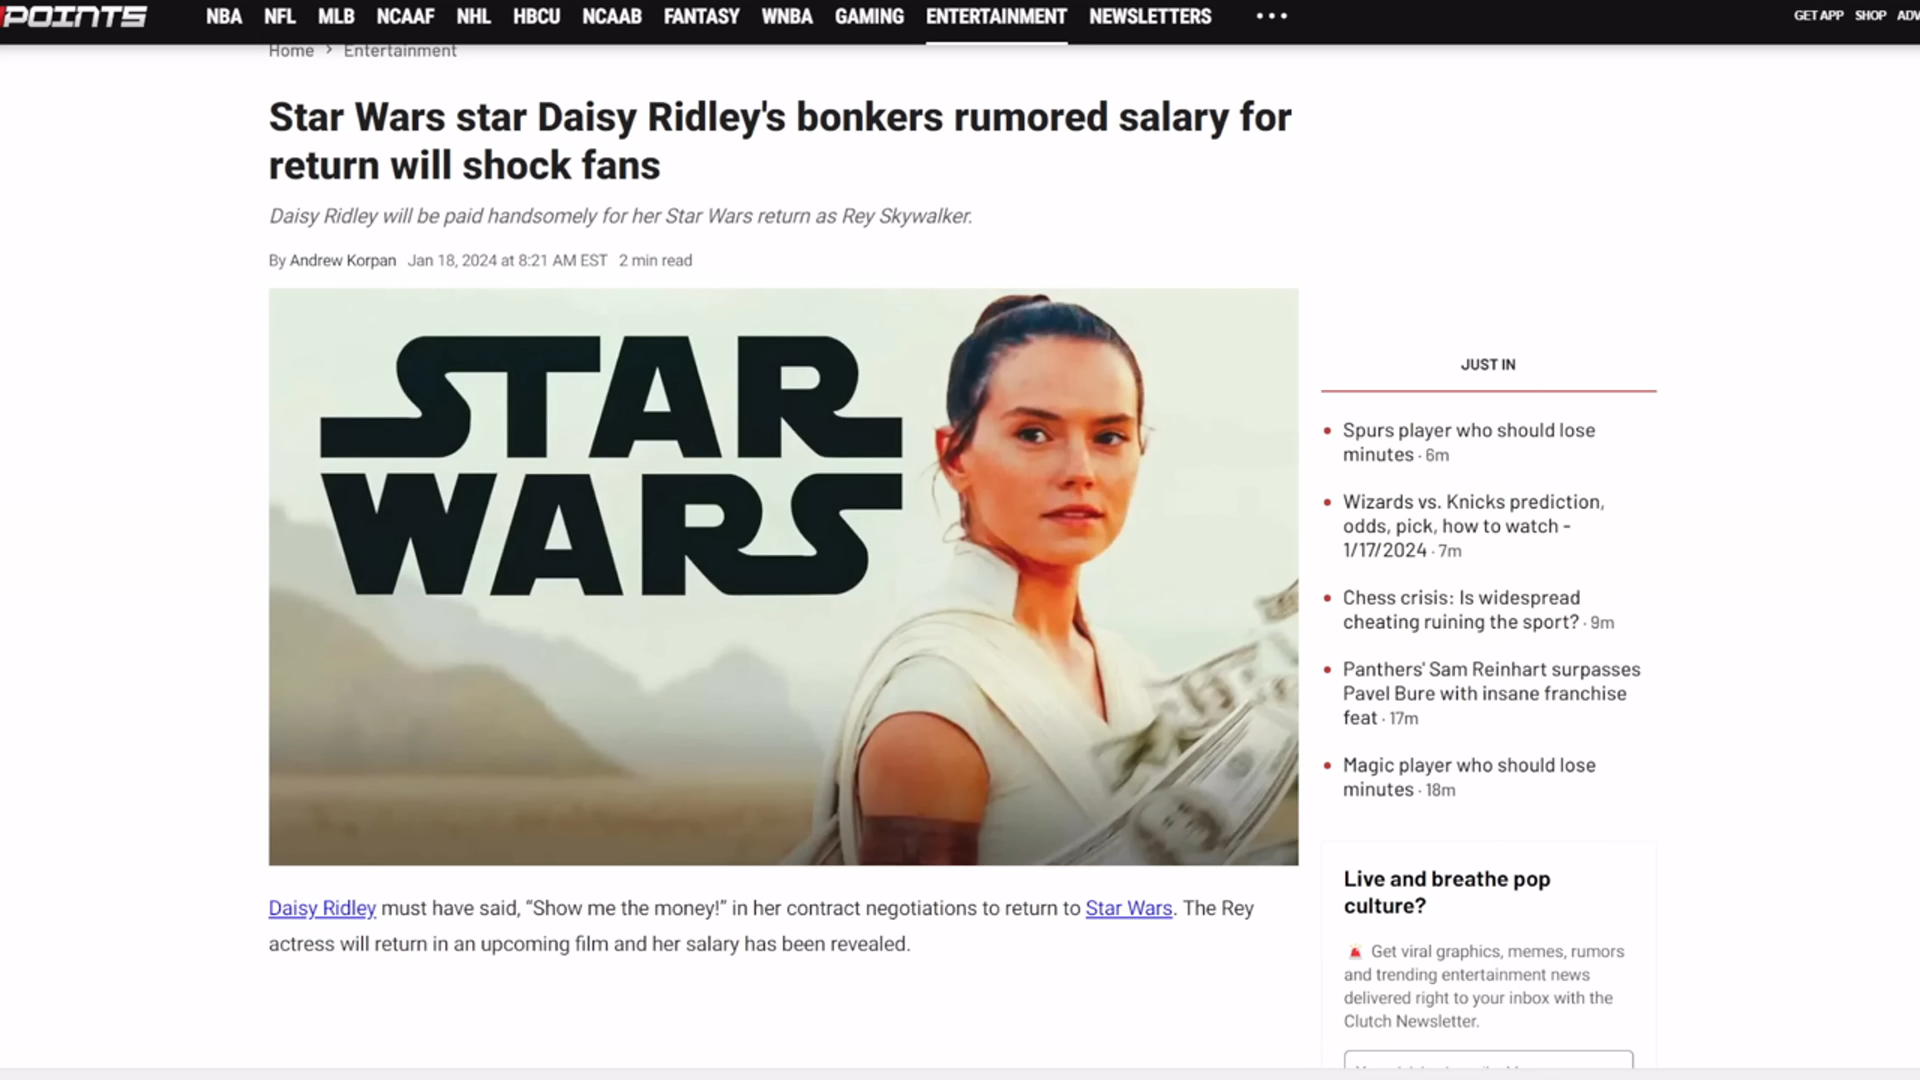 POINTS
NBA NFL MLB NCAAF NHL HBCU NCAAB FANTASY WNBA GAMING ENTERTAINMENT NEWSLETTERS •••
GET APP SHOP ADV
Home > Entertainment
Star Wars star Daisy Ridley's bonkers rumored salary for
return will shock fans
Daisy Ridley will be paid handsomely for her Star Wars return as Rey Skywalker.
By Andrew Korpan Jan 18, 2024 at 8:21 AM EST 2 min read
STAR
WARS
Daisy Ridley must have said, “Show me the money!” in her contract negotiations to return to Star Wars. The Rey
actress will return in an upcoming film and her salary has been revealed.
JUST IN
• Spurs player who should lose
minutes · 6m
• Wizards vs. Knicks prediction,
odds, pick, how to watch -
1/17/2024 · 7m
• Chess crisis: Is widespread
cheating ruining the sport? · 9m
• Panthers' Sam Reinhart surpasses
Pavel Bure with insane franchise
feat · 17m
• Magic player who should lose
minutes · 18m
Live and breathe pop
culture?
🚨 Get viral graphics, memes, rumors
and trending entertainment news
delivered right to your inbox with the
Clutch Newsletter.